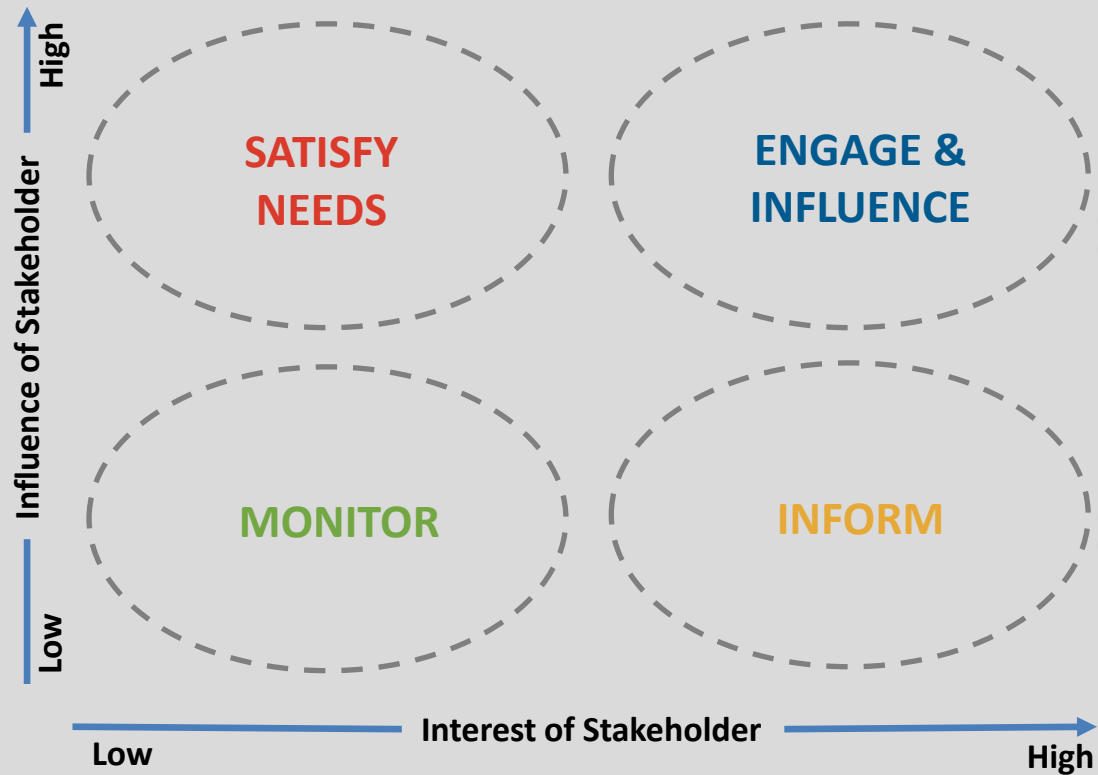 High
Influence of Stakeholder
Low
SATISFY
NEEDS
ENGAGE &
INFLUENCE
MONITOR
INFORM
Interest of Stakeholder
Low
High